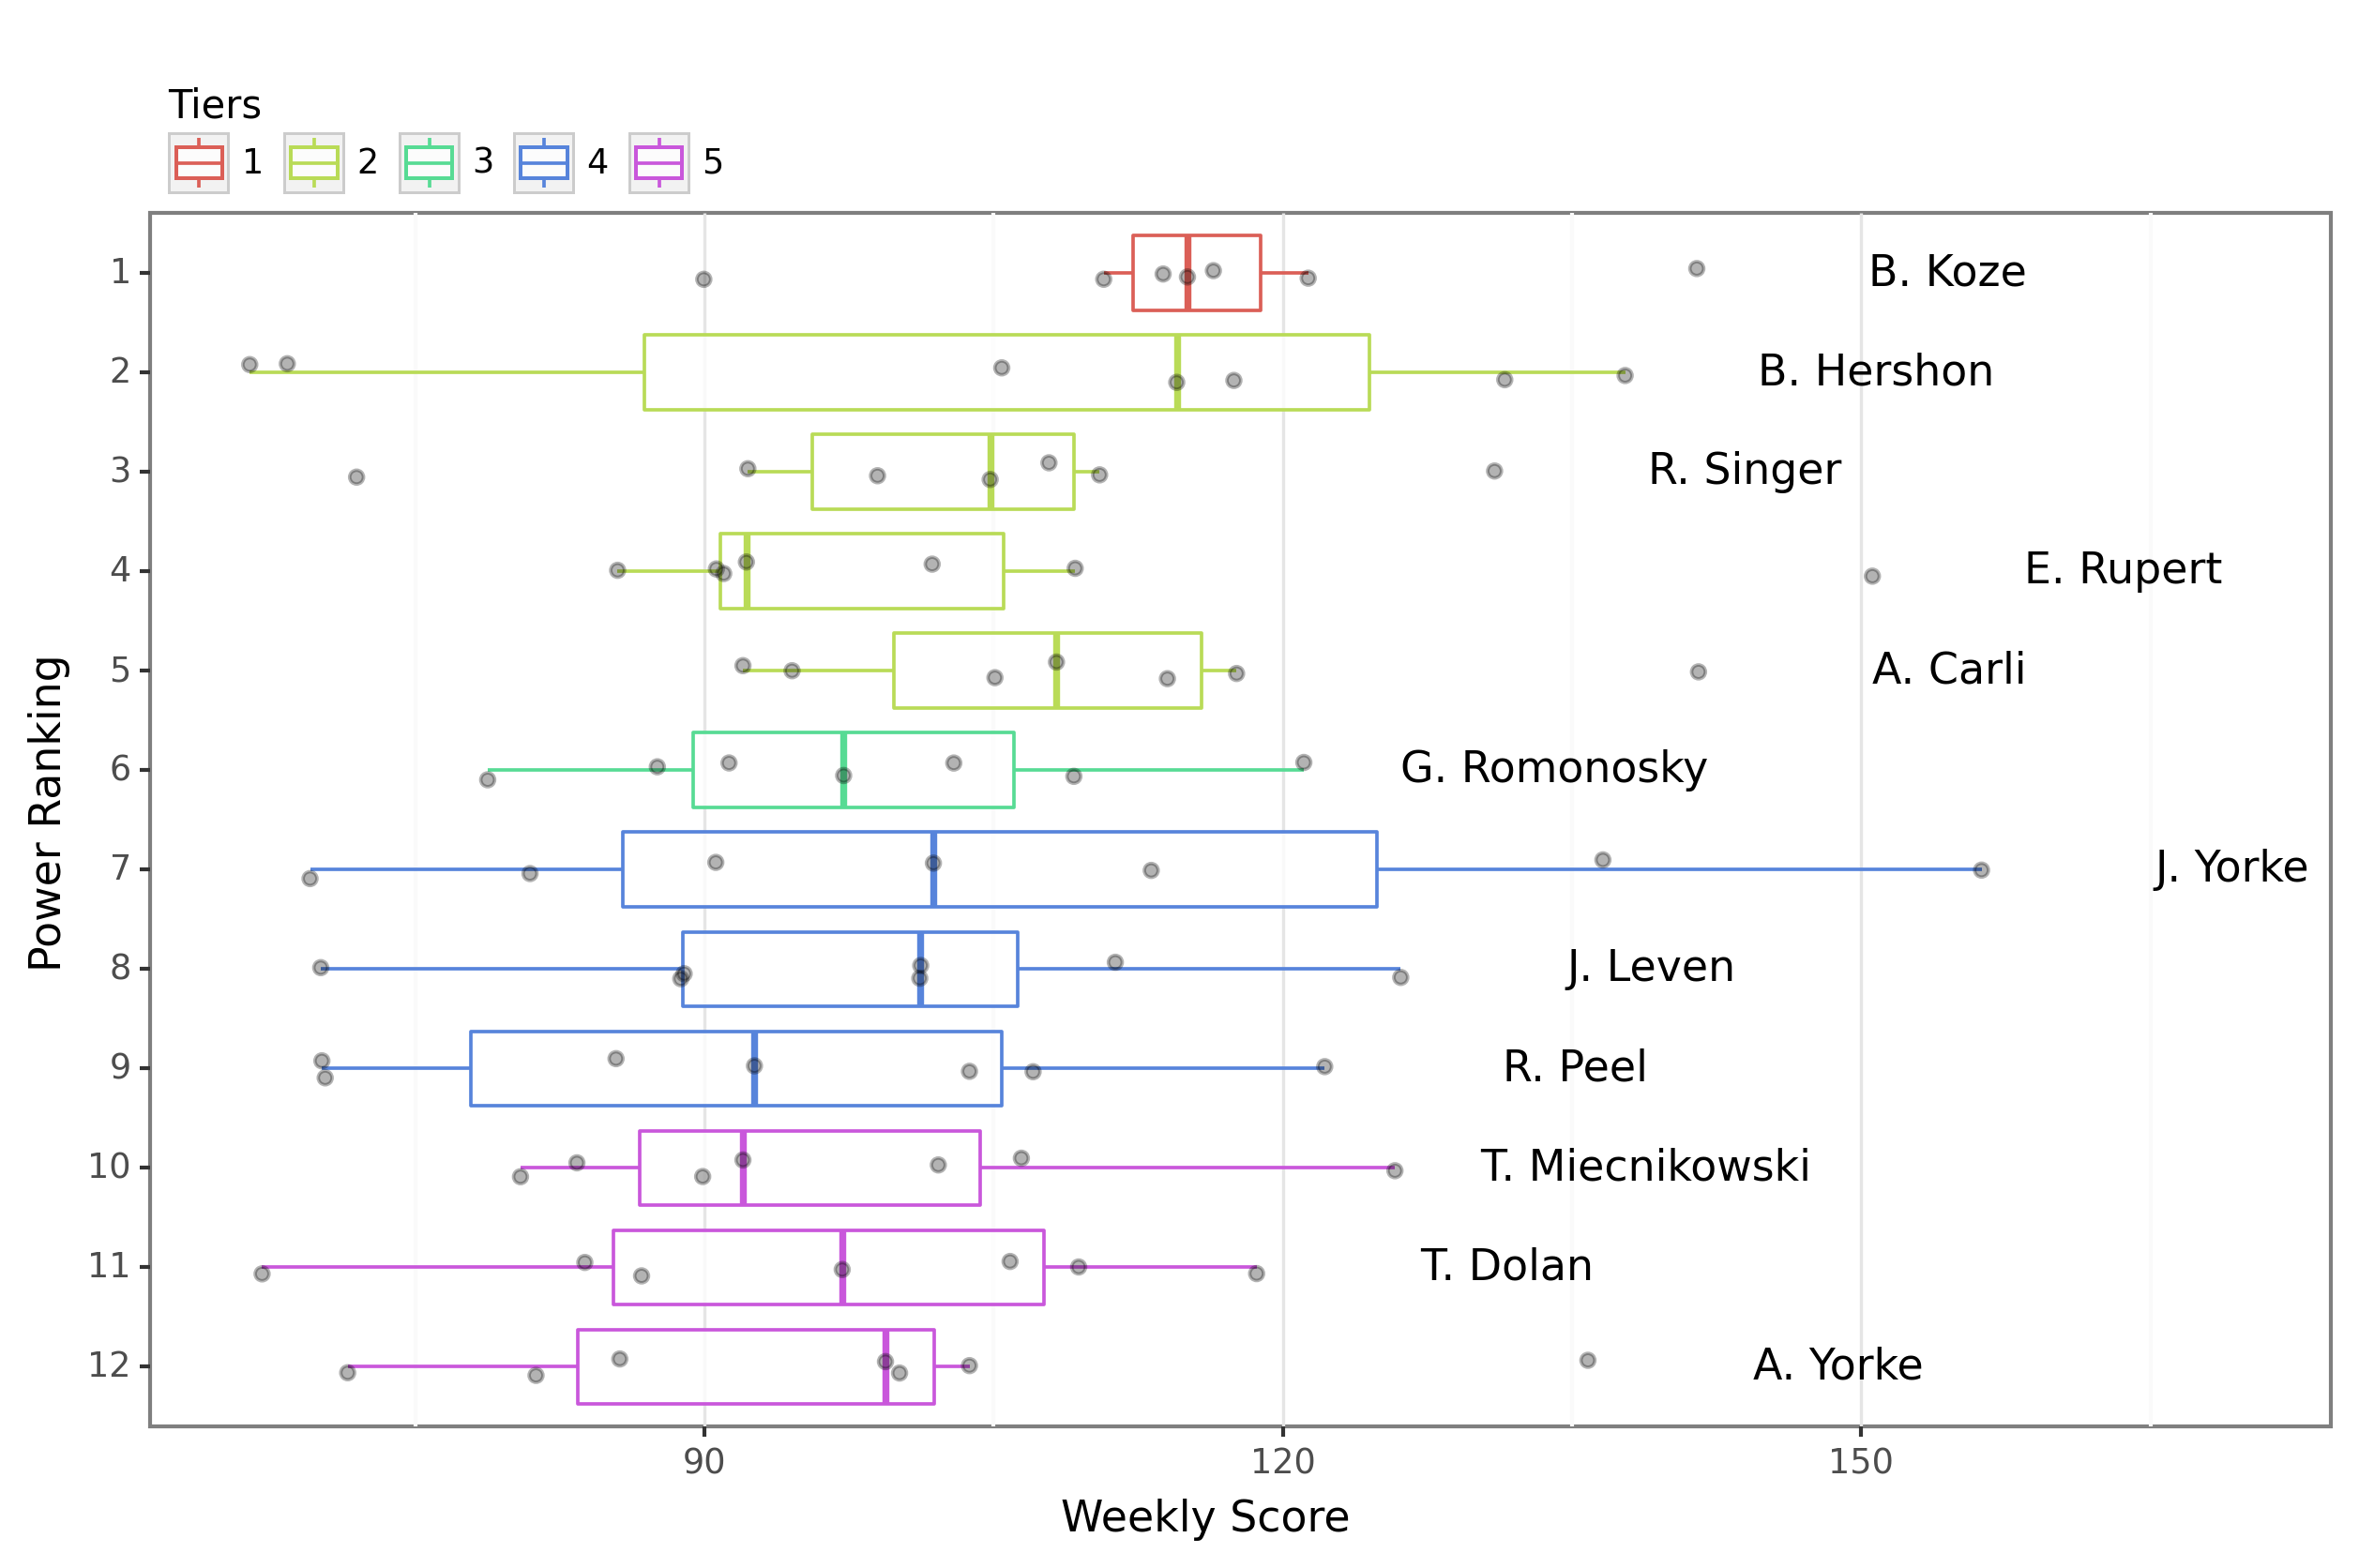 Tiers
1 2 3 4 5
1 B. Koze
2 B. Hershon
3 R. Singer
4 E. Rupert
5 A. Carli
6 G. Romonosky
7 J. Yorke
8 J. Leven
9 R. Peel
10 T. Miecnikowski
11 T. Dolan
12 A. Yorke
Power Ranking
90 120 150
Weekly Score